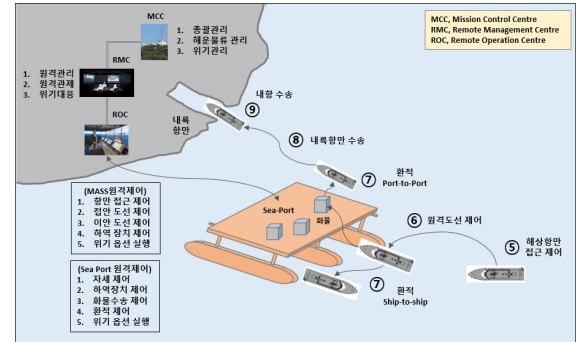 MCC
1. 총괄관리
2. 해운물류 관리
3. 위기관리
MCC, Mission Control Centre
RMC, Remote Management Centre
ROC, Remote Operation Centre
RMC
1. 원격관리
2. 원격관제
3. 위기대응
ROC
내륙
항만
⑨ 내항 수송
⑧ 내륙항만 수송
⑦ 환적
Port-to-Port
Sea-Port
화물
⑥ 원격도선 제어
⑤ 해상항만
접근 제어
⑦ 환적
Ship-to-ship
(MASS원격제어)
1. 항만 접근 제어
2. 접안 도선 제어
3. 이안 도선 제어
4. 하역 장치 제어
5. 위기 옵션 실행
(Sea Port 원격제어)
1. 자세 제어
2. 하역장치 제어
3. 화물수송 제어
4. 환적 제어
5. 위기 옵션 실행